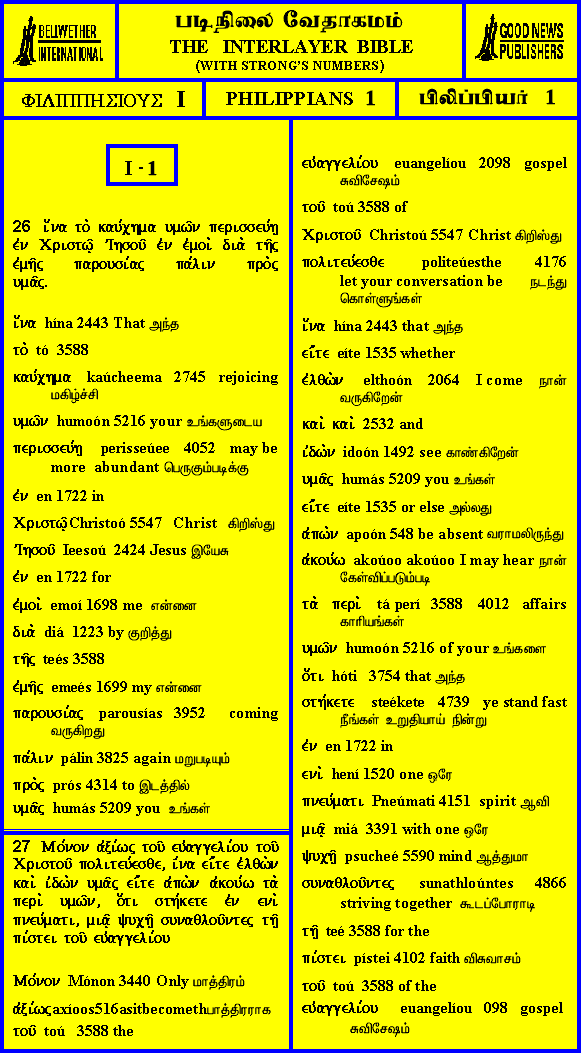 BELLWETHER
INTERNATIONAL
படிநிலை வேதாகமம்
THE INTERLAYER BIBLE
(WITH STRONG'S NUMBERS)
GOOD NEWS
PUBLISHERS
ΦΙΛΙΠΠΗΣΙΟΥΣ I
PHILIPPIANS 1
பிலிப்பியர் 1
I - 1
26 ἵνα τὸ καύχημα υμῶν περισσεύῃ
ἐν Χριστῷ Ἰησοῦ ἐν ἐμοὶ διὰ τῆς
ἐμῆς παρουσίας πάλιν πρὸς
υμᾶς.
ἵνα hína 2443 That அந்த
τὸ tó 3588
καύχημα kaúcheema 2745 rejoicing
மகிழ்ச்சி
υμῶν humoón 5216 your உங்களுடைய
περισσεύῃ perisseúee 4052 may be
more abundant பெருகும்படிக்கு
ἐν en 1722 in
Χριστῷ Christoó 5547 Christ கிறிஸ்து
Ἰησοῦ Ieesoú 2424 Jesus இயேசு
ἐν en 1722 for
ἐμοὶ emoí 1698 me என்னை
διὰ diá 1223 by குறித்து
τῆς teés 3588
ἐμῆς emeés 1699 my என்னை
παρουσίας parousías 3952 coming
வருகிறது
πάλιν pálin 3825 again மறுபடியும்
πρὸς prós 4314 to இடத்தில்
υμᾶς humás 5209 you உங்கள்
27 Μόνον ἀξίως τοῦ εὐαγγελίου τοῦ
Χριστοῦ πολιτεύεσθε, ἵνα εἴτε ἐλθὼν
καὶ ἰδὼν υμᾶς εἴτε ἀπὼν ἀκούω τὰ
περὶ υμῶν, ὅτι στήκετε ἐν ενὶ
πνεύματι, μιᾷ ψυχῇ συναθλοῦντες τῇ
πίστει τοῦ εὐαγγελίου
Μόνον Mónon 3440 Only மாத்திரம்
ἀξίως axíoos 516 as it becometh பாத்திரராக
τοῦ toú 3588 the
εὐαγγελίου euangelíou 2098 gospel
சுவிசேஷம்
τοῦ toú 3588 of
Χριστοῦ Christoú 5547 Christ கிறிஸ்து
πολιτεύεσθε politeúesthe 4176
let your conversation be நடந்து
கொள்ளுங்கள்
ἵνα hína 2443 that அந்த
εἴτε eíte 1535 whether
ἐλθὼν elthoón 2064 I come நான்
வருகிறேன்
καὶ καὶ 2532 and
ἰδὼν idoón 1492 see காண்கிறேன்
υμᾶς humás 5209 you உங்கள்
εἴτε eíte 1535 or else அல்லது
ἀπὼν apoón 548 be absent வராமலிருந்து
ἀκούω akoúoo akoúoo I may hear நான்
கேள்விப்படும்படி
τὰ περὶ tá perí 3588 4012 affairs
காரியங்கள்
υμῶν humoón 5216 of your உங்களை
ὅτι hóti 3754 that அந்த
στήκετε steékete 4739 ye stand fast
நீங்கள் உறுதியாய் நின்று
ἐν en 1722 in
ενὶ hení 1520 one ஒரே
πνεύματι Pneúmati 4151 spirit ஆவி
μιᾷ miá 3391 with one ஒரே
ψυχῇ psucheé 5590 mind ஆத்துமா
συναθλοῦντες sunathloúntes 4866
striving together கூடப்போராடி
τῇ teé 3588 for the
πίστει pístei 4102 faith விசுவாசம்
τοῦ toú 3588 of the
εὐαγγελίου euangelíou 098 gospel
சுவிசேஷம்